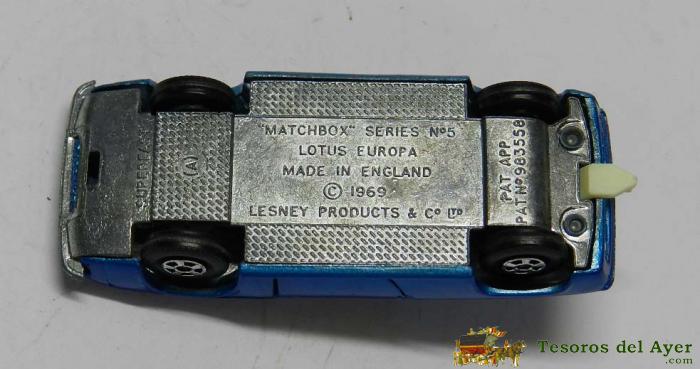 "MATCHBOX" SERIES Nº5
LOTUS EUROPA
MADE IN ENGLAND
© 1969
LESNEY PRODUCTS & Cº LTD
SUPERFAST
(A)
PAT APP
PAT Nº983558
Tesoros del Ayer
.com